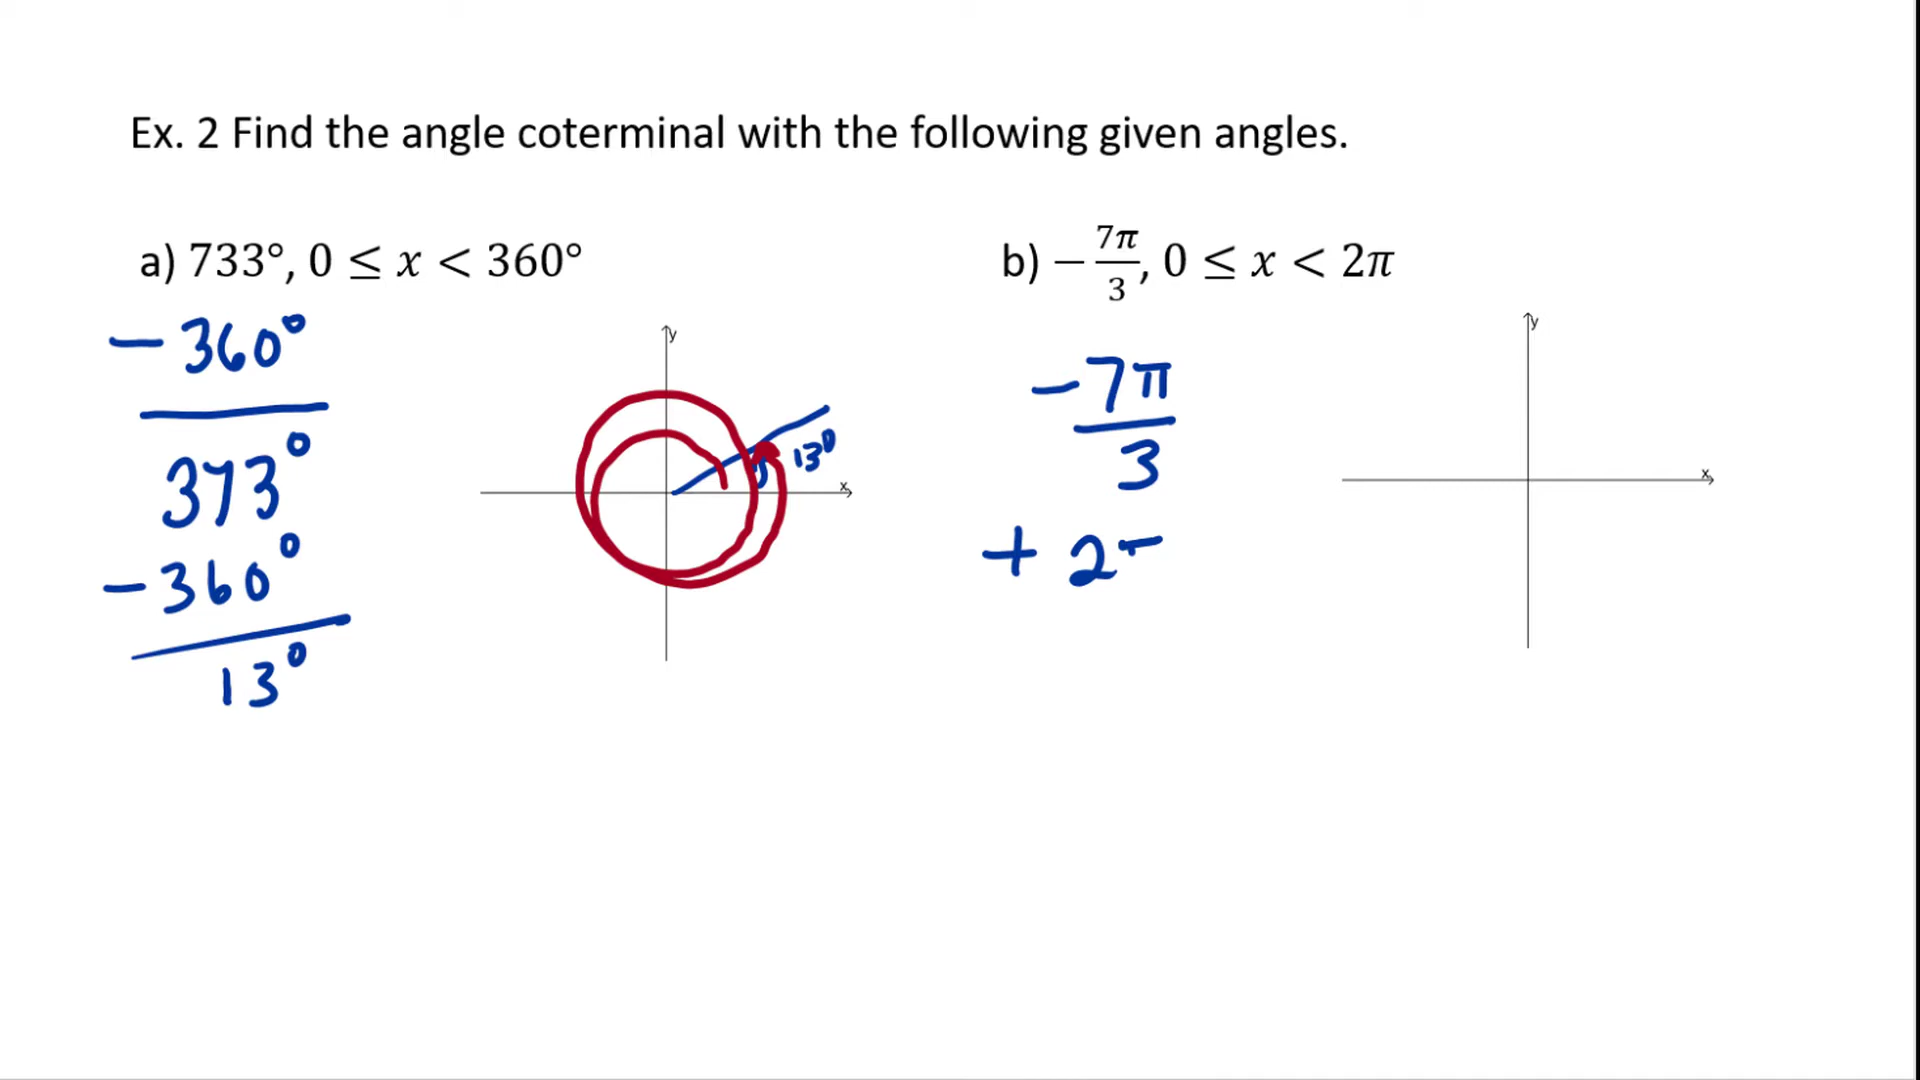 Ex. 2 Find the angle coterminal with the following given angles.
a) 733°, 0 ≤ x < 360°
- 360°
373°
- 360°
13°
y
x
13°
b) -7π/3, 0 ≤ x < 2π
-7π
3
+ 2
y
x